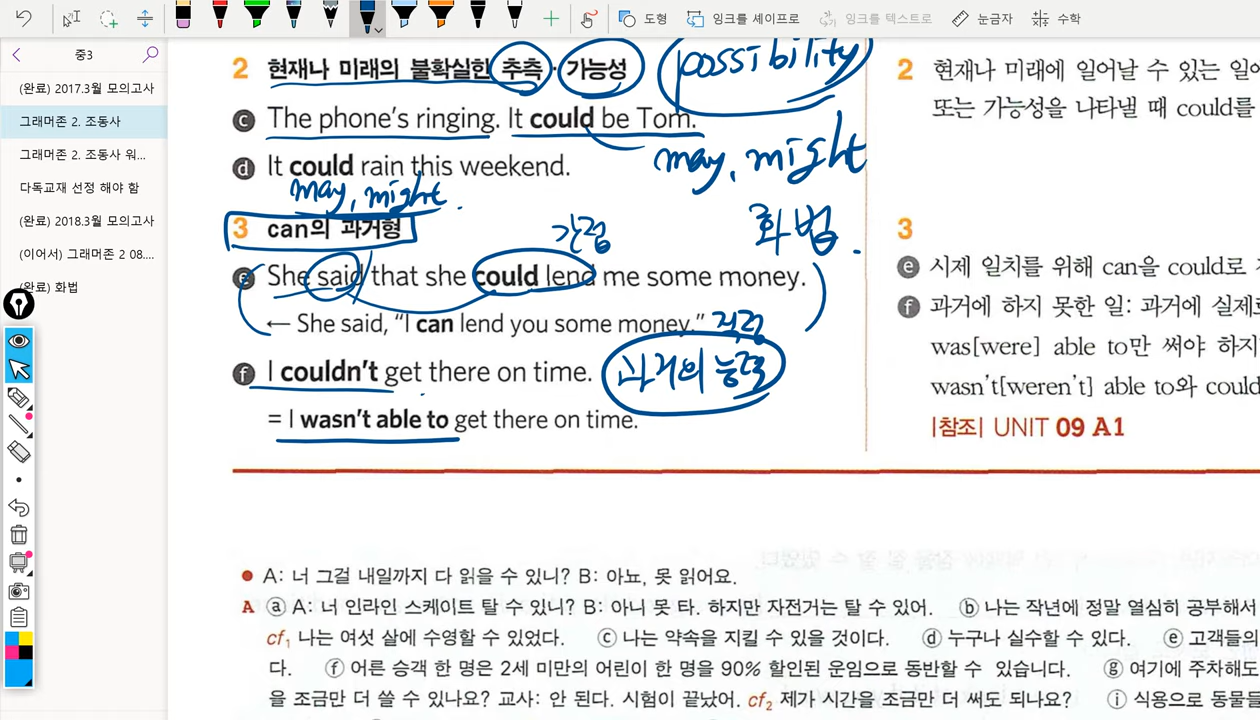 도형 잉크를 셰이프로 잉크를 텍스트로 눈금자 수학
중3
(완료) 2017.3월 모의고사
그래머존 2. 조동사
그래머존 2. 조동사 워...
다독교재 선정 해야 함
(완료) 2018.3월 모의고사
(이어서) 그래머존 2 08....
(완료) 화법
2 현재나 미래의 불확실한 추측·가능성
possibility
c The phone's ringing. It could be Tom.
may, might
d It could rain this weekend.
may, might.
3 can의 과거형
간접
화법.
e She said that she could lend me some money.
← She said, “I can lend you some money.” 직접
f I couldn't get there on time.
과거의 능력
= I wasn't able to get there on time.
2 현재나 미래에 일어날 수 있는 일에
또는 가능성을 나타낼 때 could를
3
e 시제 일치를 위해 can을 could로
f 과거에 하지 못한 일: 과거에 실제로
was[were] able to만 써야 하지
wasn't[weren't] able to와 could
|참조| UNIT 09 A1
● A: 너 그걸 내일까지 다 읽을 수 있니? B: 아뇨, 못 읽어요.
A ⓐ A: 너 인라인 스케이트 탈 수 있니? B: 아니 못 타. 하지만 자전거는 탈 수 있어. ⓑ 나는 작년에 정말 열심히 공부해서
cf1 나는 여섯 살에 수영할 수 있었다. ⓒ 나는 약속을 지킬 수 있을 것이다. ⓓ 누구나 실수할 수 있다. ⓔ 고객들의
다. ⓕ 어른 승객 한 명은 2세 미만의 어린이 한 명을 90% 할인된 운임으로 동반할 수 있습니다. ⓖ 여기에 주차해도
을 조금만 더 쓸 수 있나요? 교사: 안 된다. 시험이 끝났어. cf2 제가 시간을 조금만 더 써도 되나요? ⓘ 식용으로 동물을